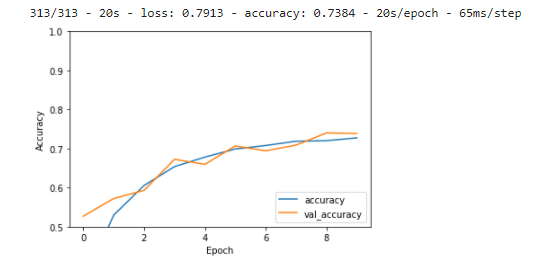 313/313 - 20s - loss: 0.7913 - accuracy: 0.7384 - 20s/epoch - 65ms/step
1.0
0.9
0.8
0.7
0.6
0.5
Accuracy
accuracy
val_accuracy
0 2 4 6 8
Epoch